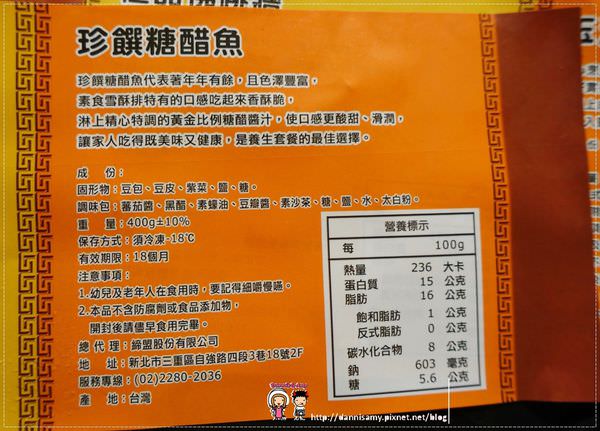 珍饌糖醋魚
珍饌糖醋魚代表著年年有餘，且色澤豐富，
素食雪酥排特有的口感吃起來香酥脆，
淋上精心特調的黃金比例糖醋醬汁，使口感更酸甜、滑潤，
讓家人吃得既美味又健康，是養生套餐的最佳選擇。
成　份：
固形物：豆包、豆皮、紫菜、鹽、糖。
調味包：蕃茄醬、黑醋、素蠔油、豆瓣醬、素沙茶、糖、鹽、水、太白粉。
重　量：400g±10%
保存方式：須冷凍-18℃
有效期限：18個月
注意事項：
1.幼兒及老年人在食用時，要記得細嚼慢嚥。
2.本品不含防腐劑或食品添加物，
開封後請儘早食用完畢。
總 代 理：締盟股份有限公司
地　址：新北市三重區自強路四段3巷18號2F
服務專線：(02)2280-2036
產　地：台灣
營養標示
每 100g
熱量 236 大卡
蛋白質 15 公克
脂肪 16 公克
飽和脂肪 1 公克
反式脂肪 0 公克
碳水化合物 8 公克
鈉 603 毫克
糖 5.6 公克
http://dannisamy.pixnet.net/blog